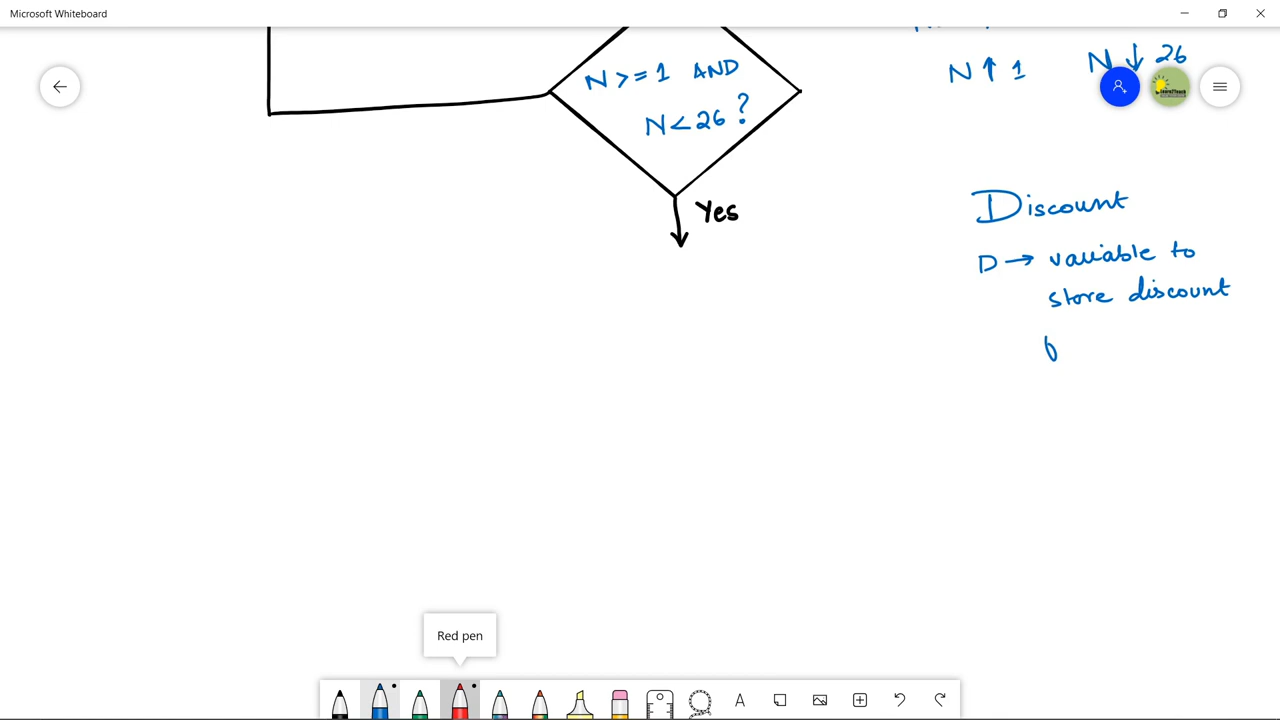 Microsoft Whiteboard
N ↑ 1
N ↓ 26
N >= 1 AND
N < 26 ?
Yes
Discount
D → variable to
store discount
Red pen
A